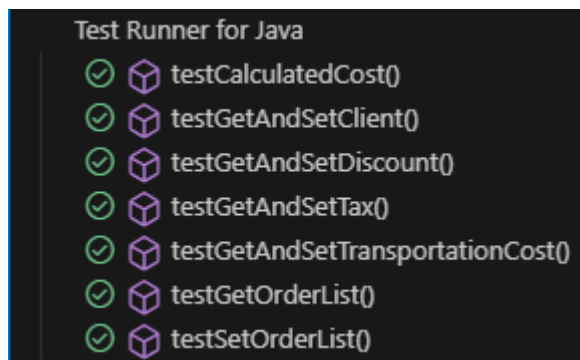 Test Runner for Java
testCalculatedCost()
testGetAndSetClient()
testGetAndSetDiscount()
testGetAndSetTax()
testGetAndSetTransportationCost()
testGetOrderList()
testSetOrderList()